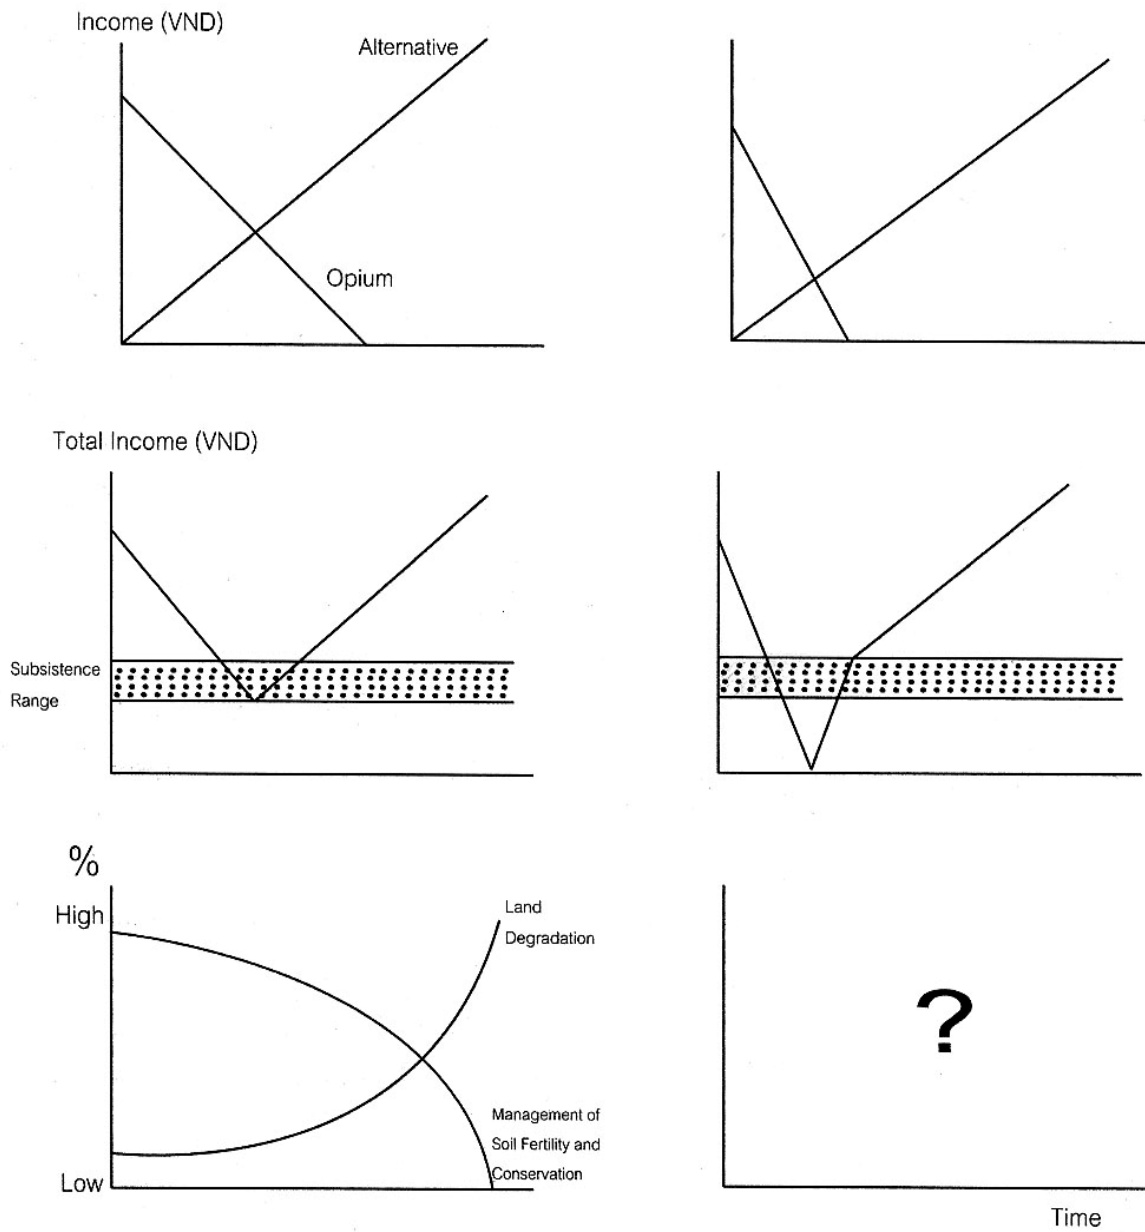 Income (VND)
Alternative
Opium
Total Income (VND)
Subsistence
Range
%
High
Land
Degradation
?
Management of
Soil Fertility and
Conservation
Low
Time